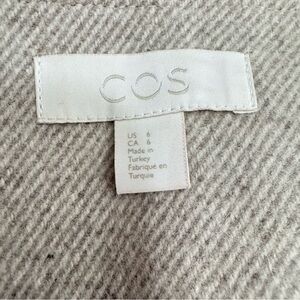 COS
US 6
CA 6
Made in
Turkey
Fabriqué en
Turquie